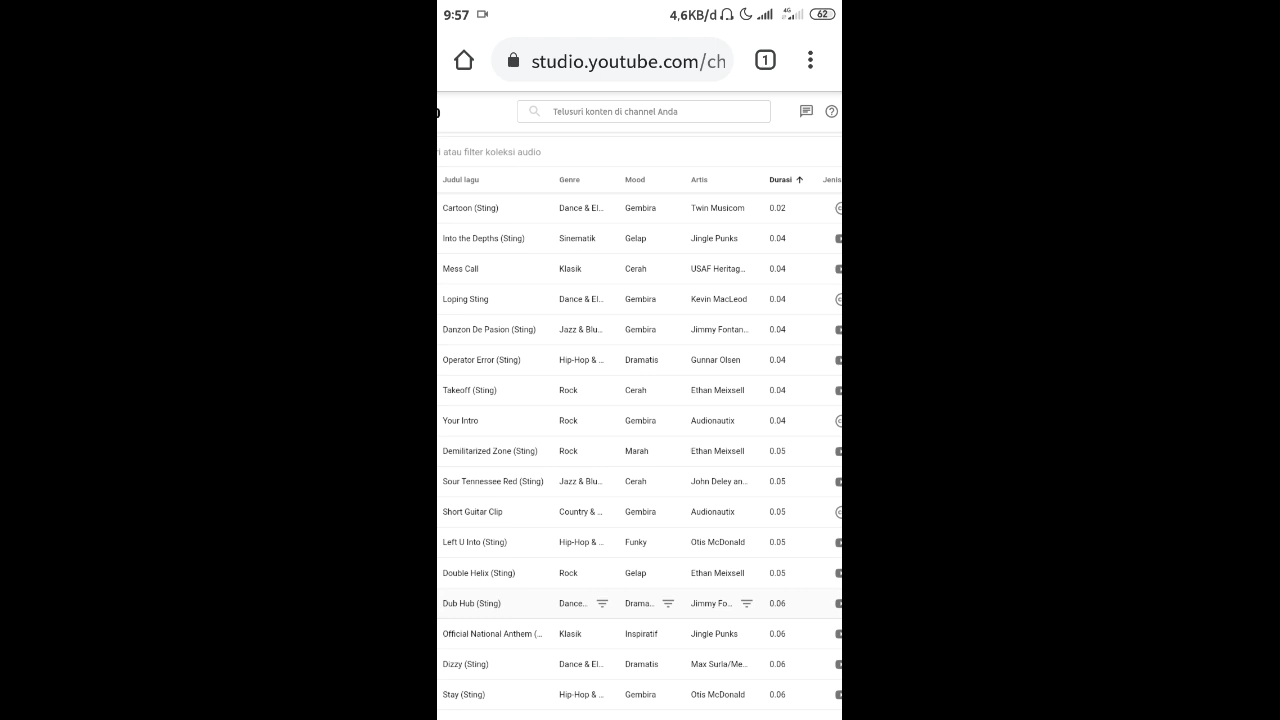 9:57 4,6KB/d 4G 62
studio.youtube.com/ch 1
Telusuri konten di channel Anda
i atau filter koleksi audio
Judul lagu Genre Mood Artis Durasi Jenis
Cartoon (Sting) Dance & El... Gembira Twin Musicom 0.02
Into the Depths (Sting) Sinematik Gelap Jingle Punks 0.04
Mess Call Klasik Cerah USAF Heritag... 0.04
Loping Sting Dance & El... Gembira Kevin MacLeod 0.04
Danzon De Pasion (Sting) Jazz & Blu... Gembira Jimmy Fontan... 0.04
Operator Error (Sting) Hip-Hop & ... Dramatis Gunnar Olsen 0.04
Takeoff (Sting) Rock Cerah Ethan Meixsell 0.04
Your Intro Rock Gembira Audionautix 0.04
Demilitarized Zone (Sting) Rock Marah Ethan Meixsell 0.05
Sour Tennessee Red (Sting) Jazz & Blu... Cerah John Deley an... 0.05
Short Guitar Clip Country & ... Gembira Audionautix 0.05
Left U Into (Sting) Hip-Hop & ... Funky Otis McDonald 0.05
Double Helix (Sting) Rock Gelap Ethan Meixsell 0.05
Dub Hub (Sting) Dance... Drama... Jimmy Fo... 0.06
Official National Anthem (... Klasik Inspiratif Jingle Punks 0.06
Dizzy (Sting) Dance & El... Dramatis Max Surla/Me... 0.06
Stay (Sting) Hip-Hop & ... Gembira Otis McDonald 0.06